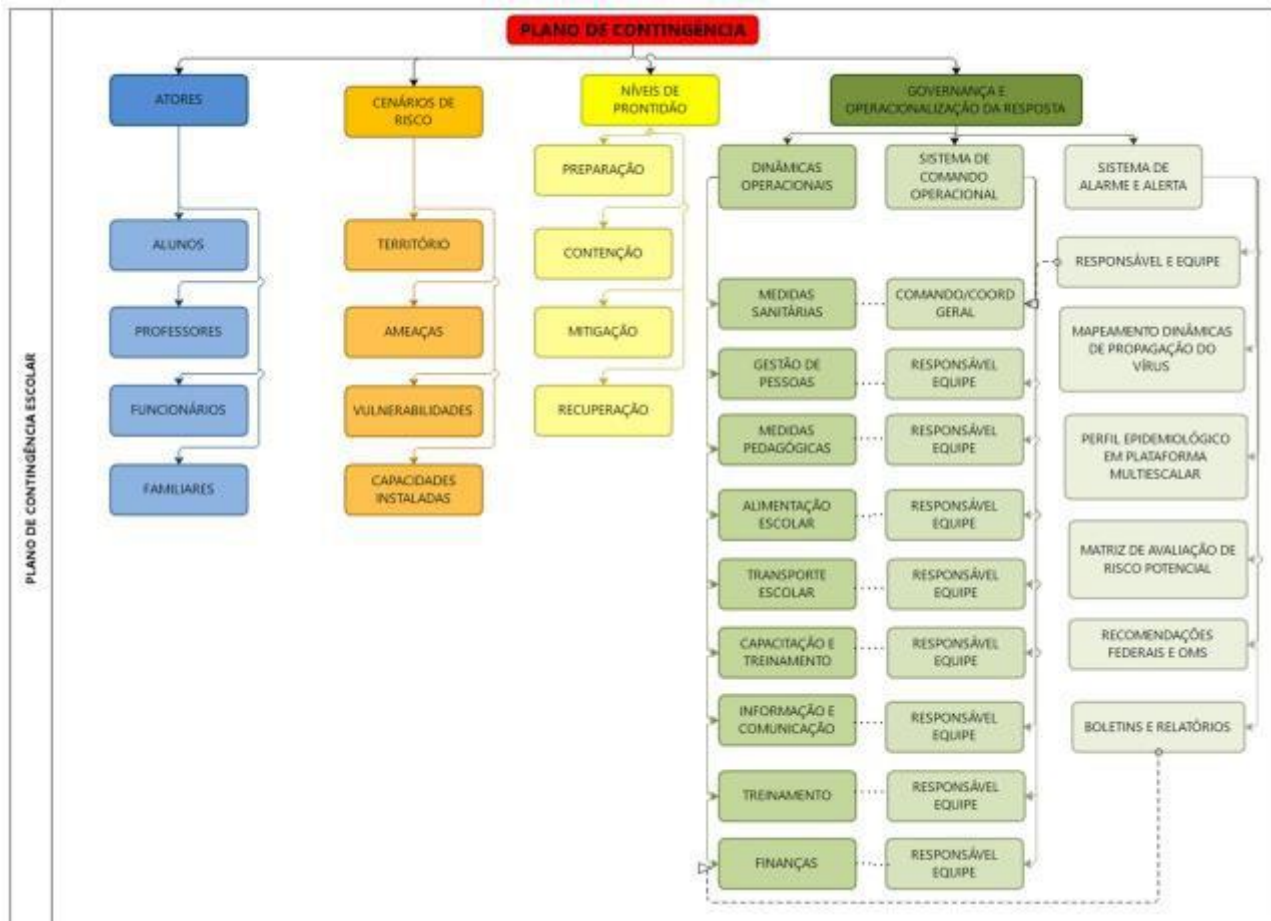 PLANO DE CONTINGÊNCIA ESCOLAR
PLANO DE CONTINGÊNCIA
ATORES
ALUNOS
PROFESSORES
FUNCIONÁRIOS
FAMILIARES
CENÁRIOS DE
RISCO
TERRITÓRIO
AMEAÇAS
VULNERABILIDADES
CAPACIDADES
INSTALADAS
NÍVEIS DE
PRONTIDÃO
PREPARAÇÃO
CONTENÇÃO
MITIGAÇÃO
RECUPERAÇÃO
GOVERNANÇA E
OPERACIONALIZAÇÃO DA RESPOSTA
DINÂMICAS
OPERACIONAIS
MEDIDAS
SANITÁRIAS
GESTÃO DE
PESSOAS
MEDIDAS
PEDAGÓGICAS
ALIMENTAÇÃO
ESCOLAR
TRANSPORTE
ESCOLAR
CAPACITAÇÃO E
TREINAMENTO
INFORMAÇÃO E
COMUNICAÇÃO
TREINAMENTO
FINANÇAS
SISTEMA DE
COMANDO
OPERACIONAL
COMANDO/COORD
GERAL
RESPONSÁVEL
EQUIPE
RESPONSÁVEL
EQUIPE
RESPONSÁVEL
EQUIPE
RESPONSÁVEL
EQUIPE
RESPONSÁVEL
EQUIPE
RESPONSÁVEL
EQUIPE
RESPONSÁVEL
EQUIPE
RESPONSÁVEL
EQUIPE
SISTEMA DE
ALARME E ALERTA
RESPONSÁVEL E EQUIPE
MAPEAMENTO DINÂMICAS
DE PROPAGAÇÃO DO
VÍRUS
PERFIL EPIDEMIOLÓGICO
EM PLATAFORMA
MULTIESCALAR
MATRIZ DE AVALIAÇÃO DE
RISCO POTENCIAL
RECOMENDAÇÕES
FEDERAIS E OMS
BOLETINS E RELATÓRIOS